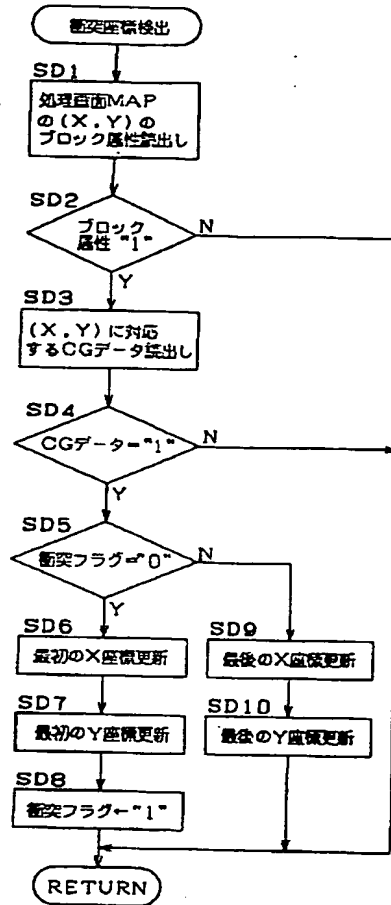 衝突座標検出
SD1
処理画面MAP
の(X,Y)の
ブロック属性読出し
SD2
ブロック
属性"1"
N
Y
SD3
(X,Y)に対応
するCGデータ読出し
SD4
CGデータ="1"
N
Y
SD5
衝突フラグ="0"
N
Y
SD6
最初のX座標更新
SD9
最後のX座標更新
SD7
最初のY座標更新
SD10
最後のY座標更新
SD8
衝突フラグ←"1"
RETURN